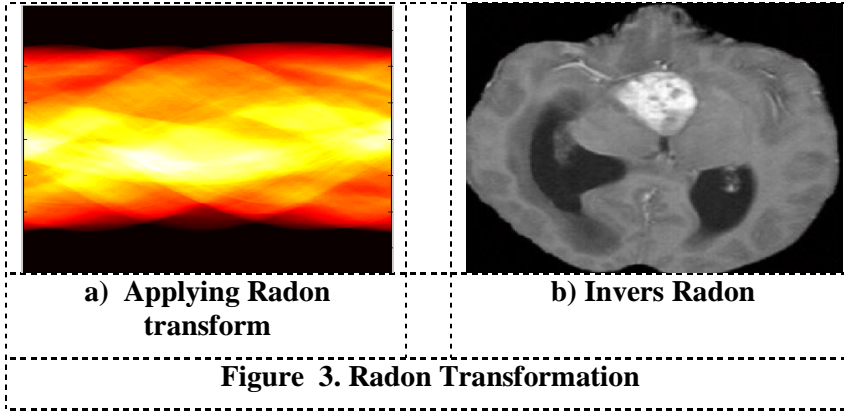 a) Applying Radon
transform
b) Invers Radon
Figure 3. Radon Transformation